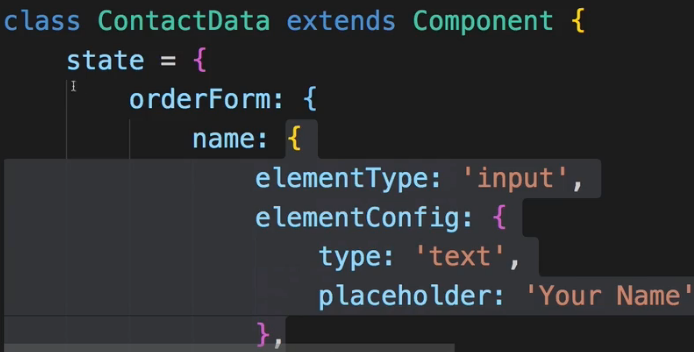 class ContactData extends Component {
state = {
orderForm: {
name: {
elementType: 'input',
elementConfig: {
type: 'text',
placeholder: 'Your Name'
},